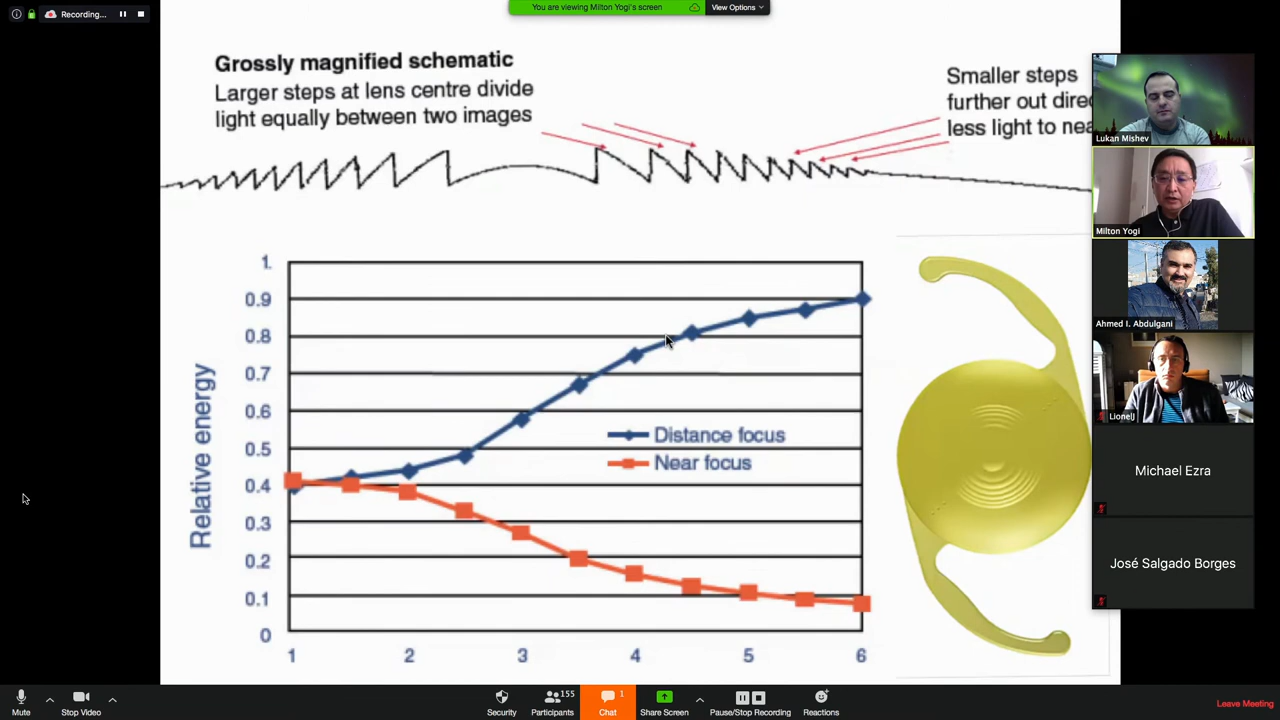 Recording...
You are viewing Milton Yogi's screen
View Options
Grossly magnified schematic
Larger steps at lens centre divide
light equally between two images
Smaller steps
further out direc
less light to nea
1
0.9
0.8
0.7
0.6
0.5
0.4
0.3
0.2
0.1
0
Relative energy
Distance focus
Near focus
1 2 3 4 5 6
Lukan Mishev
Milton Yogi
Ahmed I. Abdulgani
LionelJ
Michael Ezra
José Salgado Borges
Mute
Stop Video
Security
155
Participants
1
Chat
Share Screen
Pause/Stop Recording
Reactions
Leave Meeting